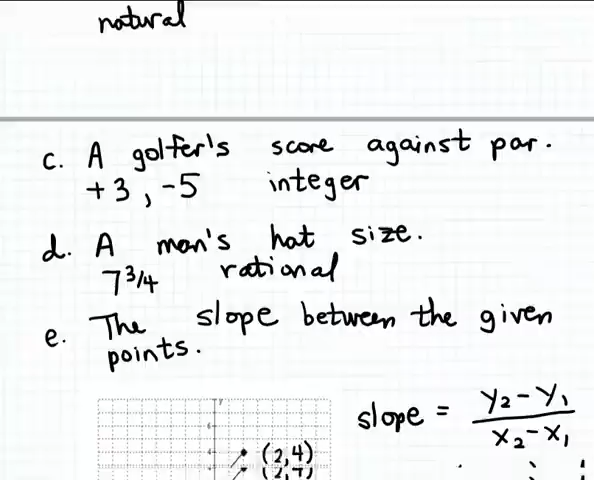 natural
c. A golfer's score against par.
+3, -5 integer
d. A man's hat size.
7 3/4 rational
e. The slope between the given
points.
slope = y₂-y₁ / x₂-x₁
y
(2,4)